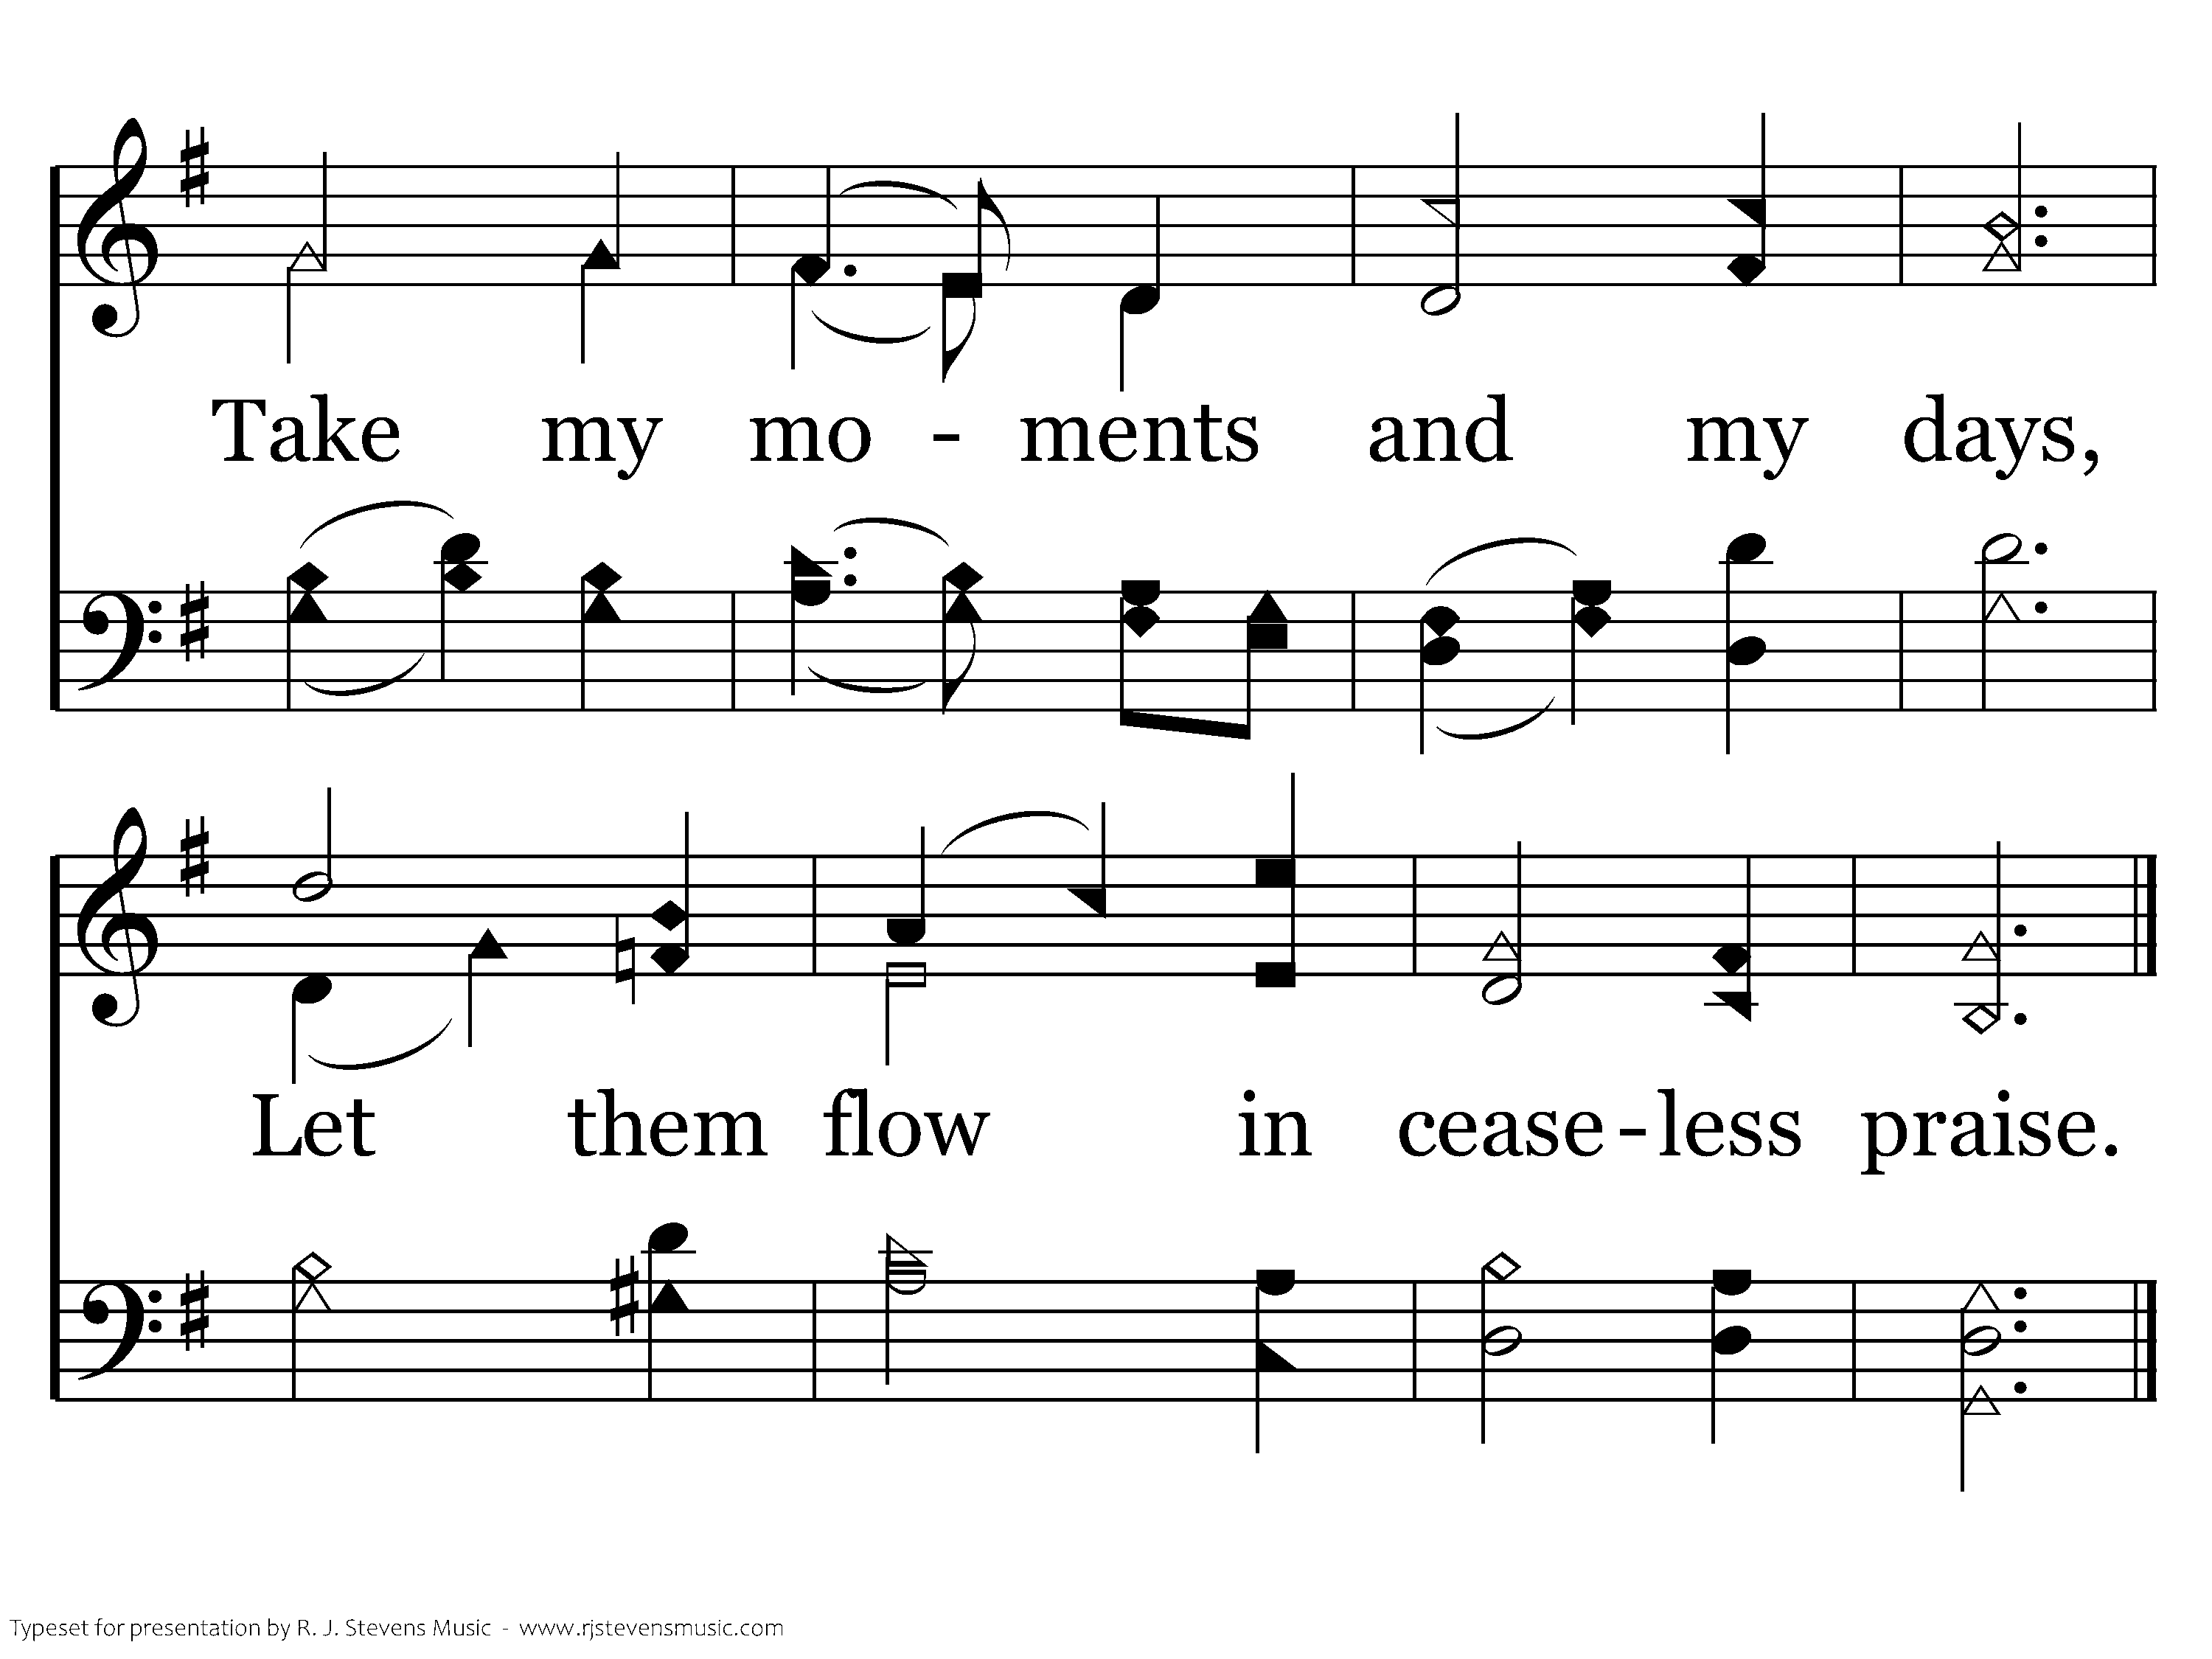 Take my mo - ments and my days,
Let them flow in cease - less praise.
Typeset for presentation by R. J. Stevens Music - www.rjstevensmusic.com